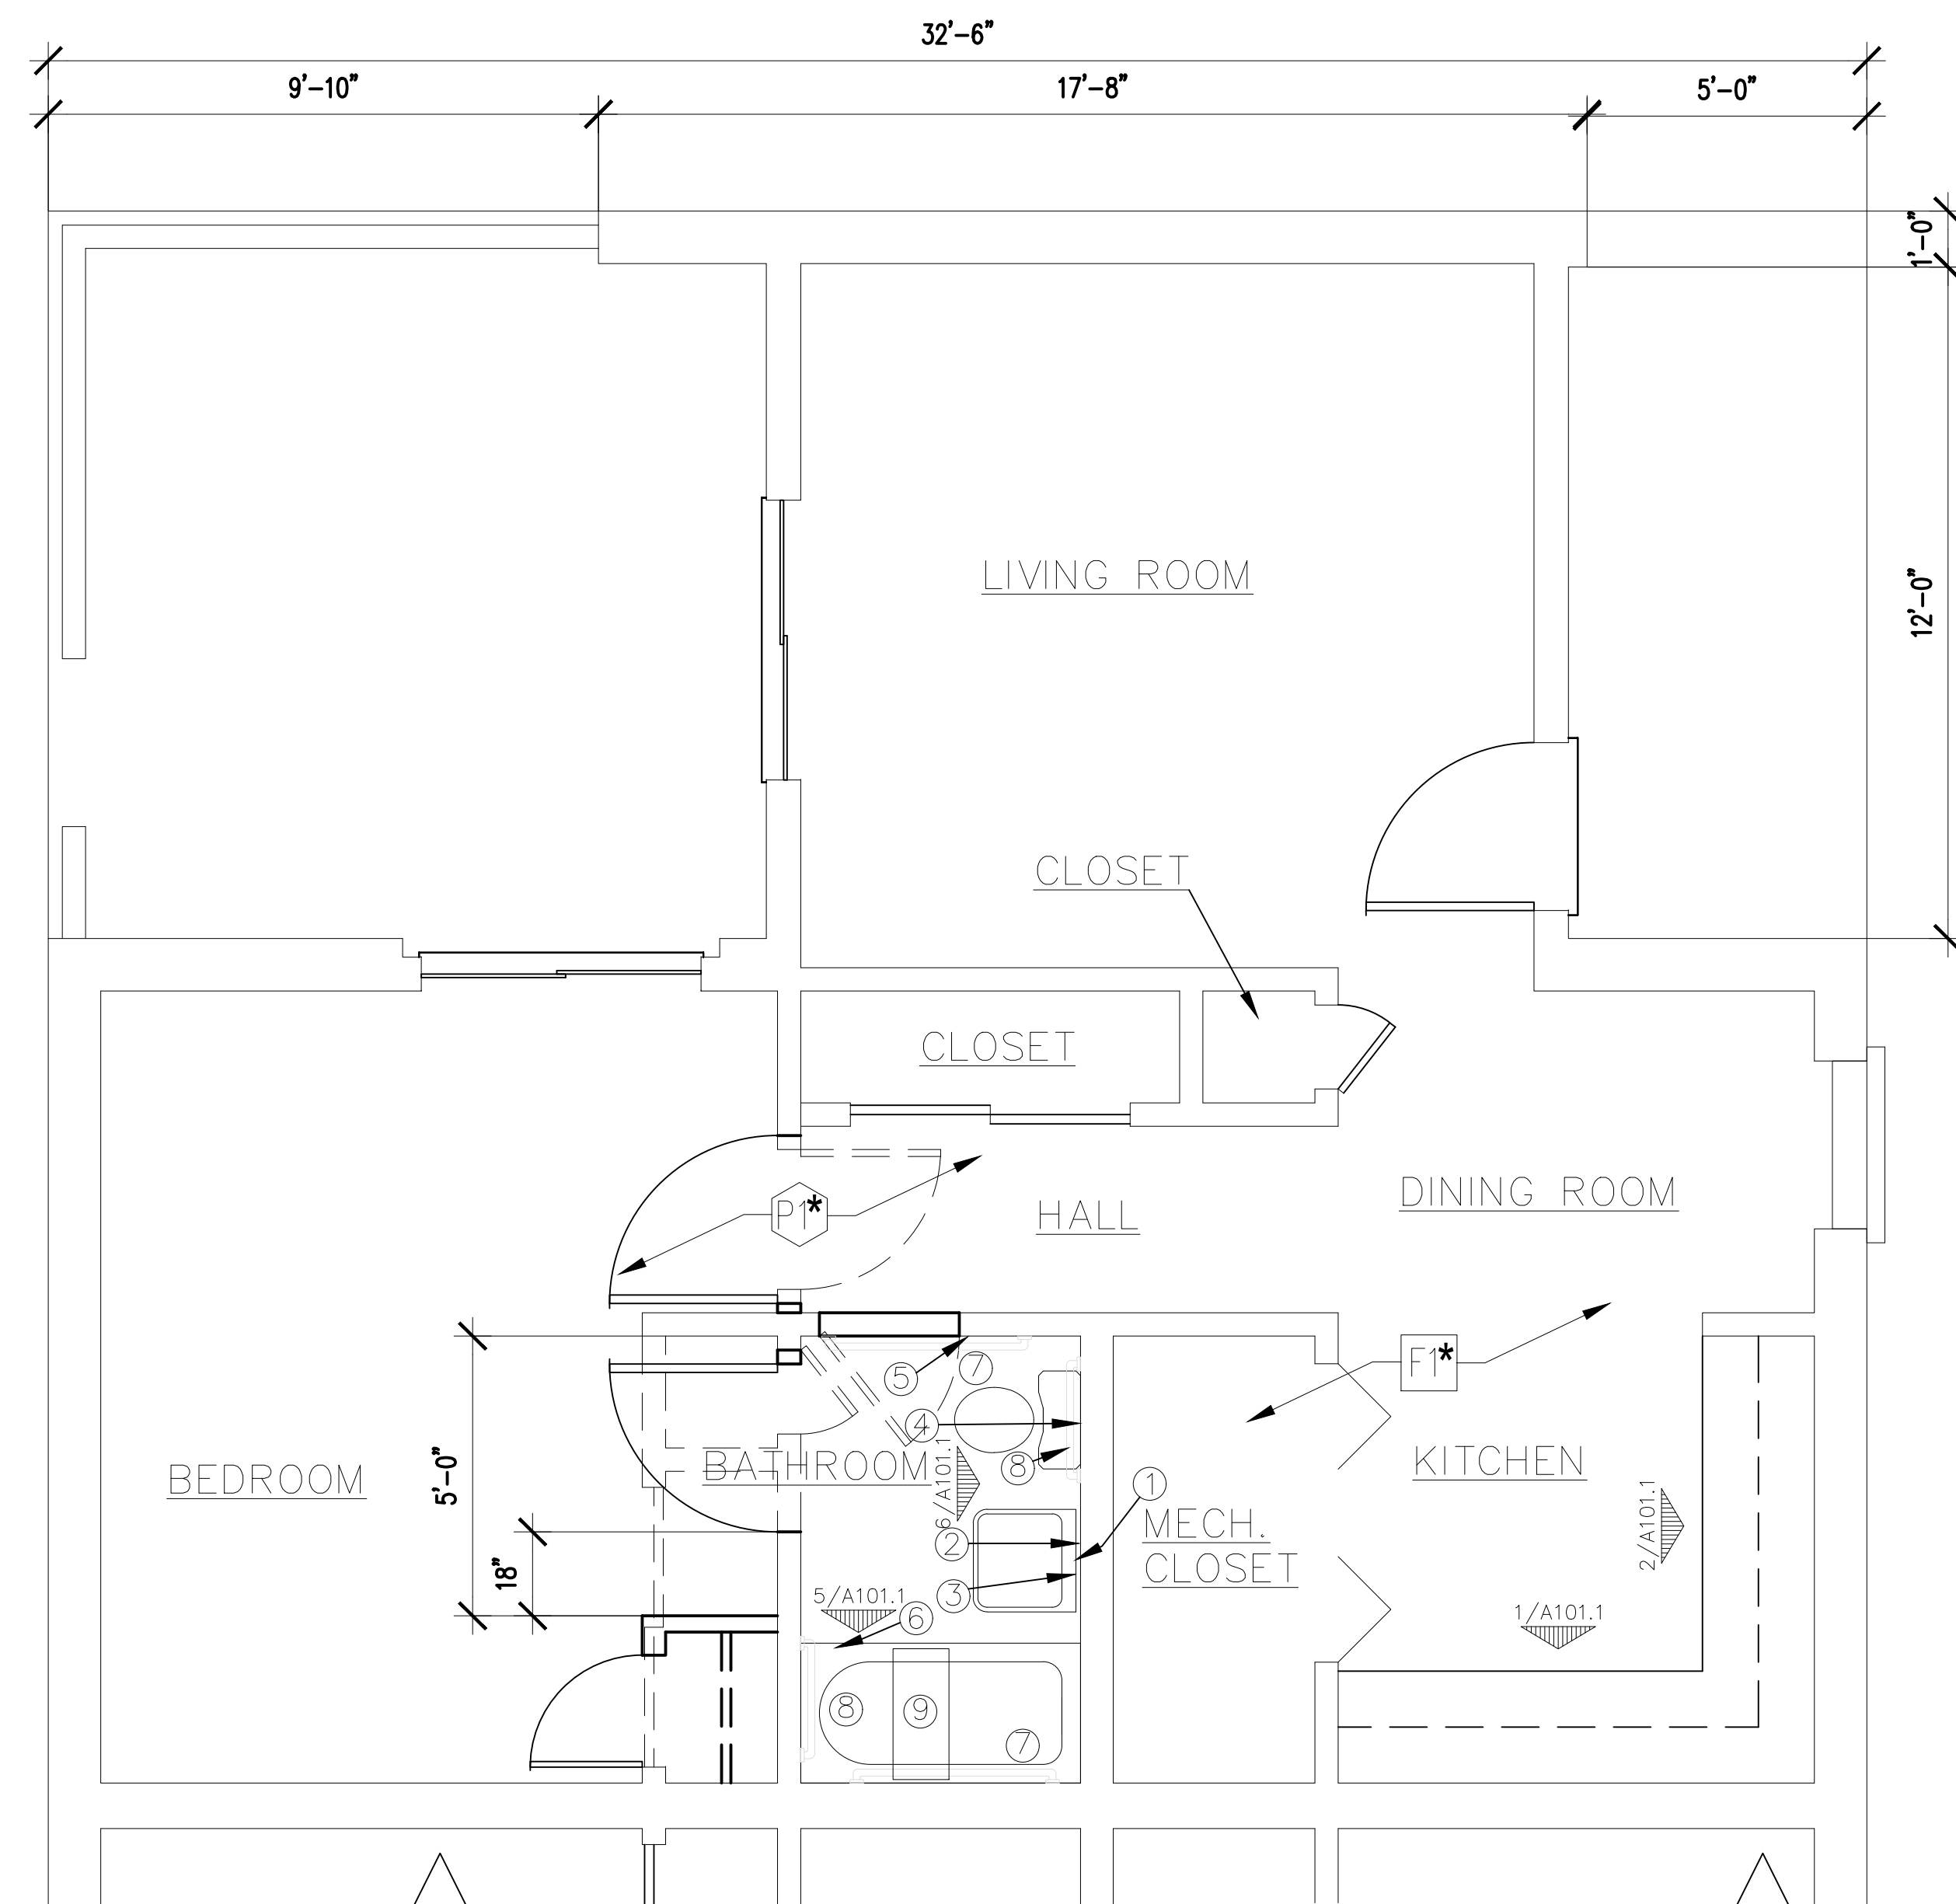 32'-6"
9'-10"
17'-8"
5'-0"
1'-0"
12'-0"
LIVING ROOM
CLOSET
CLOSET
P1*
HALL
DINING ROOM
F1*
5
7
4
BATHROOM
6/A101.1
8
1
BEDROOM
5'-0"
KITCHEN
MECH.
CLOSET
2
2/A101.1
18"
3
5/A101.1
6
1/A101.1
8
9
7